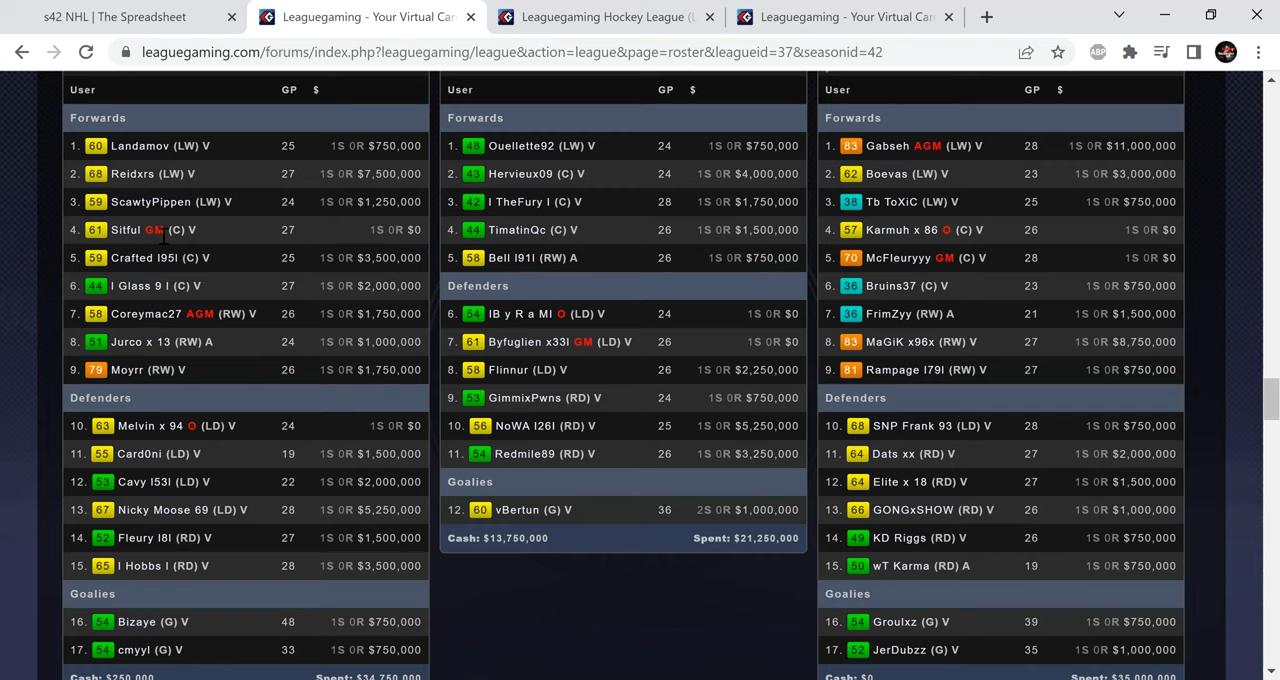 s42 NHL | The Spreadsheet
Leaguegaming - Your Virtual Car
Leaguegaming Hockey League (L
Leaguegaming - Your Virtual Car
leaguegaming.com/forums/index.php?leaguegaming/league&action=league&page=roster&leagueid=37&seasonid=42
ABP
User GP $
Forwards
1. 60 Landanov (LW) V 25 1S 0R $750,000
2. 68 Reidxrs (LW) V 27 1S 0R $7,500,000
3. 59 ScawtyPippen (LW) V 24 1S 0R $1,250,000
4. 61 Sitful GM (C) V 27 1S 0R $0
5. 59 Crafted l95l (C) V 25 1S 0R $3,500,000
6. 44 l Glass 9 l (C) V 27 1S 0R $2,000,000
7. 58 Coreymac27 AGM (RW) V 26 1S 0R $1,750,000
8. 51 Jurco x 13 (RW) A 24 1S 0R $1,000,000
9. 79 Moyrr (RW) V 26 1S 0R $1,750,000
Defenders
10. 63 Melvin x 94 O (LD) V 24 1S 0R $0
11. 55 Card0ni (LD) V 19 1S 0R $1,500,000
12. 53 Cavy l53l (LD) V 22 1S 0R $2,000,000
13. 67 Nicky Moose 69 (LD) V 28 1S 0R $5,250,000
14. 52 Fleury l8l (RD) V 27 1S 0R $1,500,000
15. 65 l Hobbs l (RD) V 28 1S 0R $3,500,000
Goalies
16. 54 Bizaye (G) V 48 1S 0R $750,000
17. 54 cmyyl (G) V 33 1S 0R $750,000
Cash: $250,000 Spent: $34,750,000
User GP $
Forwards
1. 48 Ouellette92 (LW) V 24 1S 0R $750,000
2. 43 Hervieux09 (C) V 24 1S 0R $4,000,000
3. 42 l TheFury l (C) V 28 1S 0R $1,000,000
4. 44 TimatinQc (C) V 26 1S 0R $750,000
5. 58 Bell l91l (RW) A 26 1S 0R $750,000
Defenders
6. 54 lB y R a Ml O (LD) V 24 1S 0R $0
7. 61 Byfuglien x33l GM (LD) V 26 1S 0R $0
8. 58 Flinnur (LD) V 26 1S 0R $2,250,000
9. 53 GimmixPwns (RD) V 24 1S 0R $750,000
10. 56 NoWA l26l (RD) V 25 1S 0R $5,250,000
11. 54 Redmile89 (RD) V 26 1S 0R $3,250,000
Goalies
12. 60 vBertun (G) V 36 2S 0R $1,000,000
Cash: $13,750,000 Spent: $21,250,000
User GP $
Forwards
1. 83 Gabseh AGM (LW) V 28 1S 0R $11,000,000
2. 62 Boevas (LW) V 23 1S 0R $3,000,000
3. 38 Tb ToXiC (LW) V 25 1S 0R $750,000
4. 57 Karmuh x 86 O (C) V 26 1S 0R $0
5. 70 McFleuryyy GM (C) V 28 1S 0R $0
6. 36 Bruins37 (C) V 23 1S 0R $750,000
7. 36 FrimZyy (RW) A 21 1S 0R $1,500,000
8. 83 MaGiK x96x (RW) V 27 1S 0R $8,750,000
9. 81 Rampage l79l (RW) V 27 1S 0R $750,000
Defenders
10. 68 SNP Frank 93 (LD) V 28 1S 0R $750,000
11. 64 Dats xx (RD) V 27 1S 0R $2,000,000
12. 64 Elite x 18 (RD) V 27 1S 0R $1,500,000
13. 66 GONGxSHOW (RD) V 26 1S 0R $1,000,000
14. 49 KD Riggs (RD) V 26 1S 0R $750,000
15. 50 wT Karma (RD) A 19 1S 0R $750,000
Goalies
16. 54 Groulxz (G) V 39 1S 0R $750,000
17. 52 JerDubzz (G) V 35 1S 0R $1,000,000
Cash: $0 Spent: $35,000,000